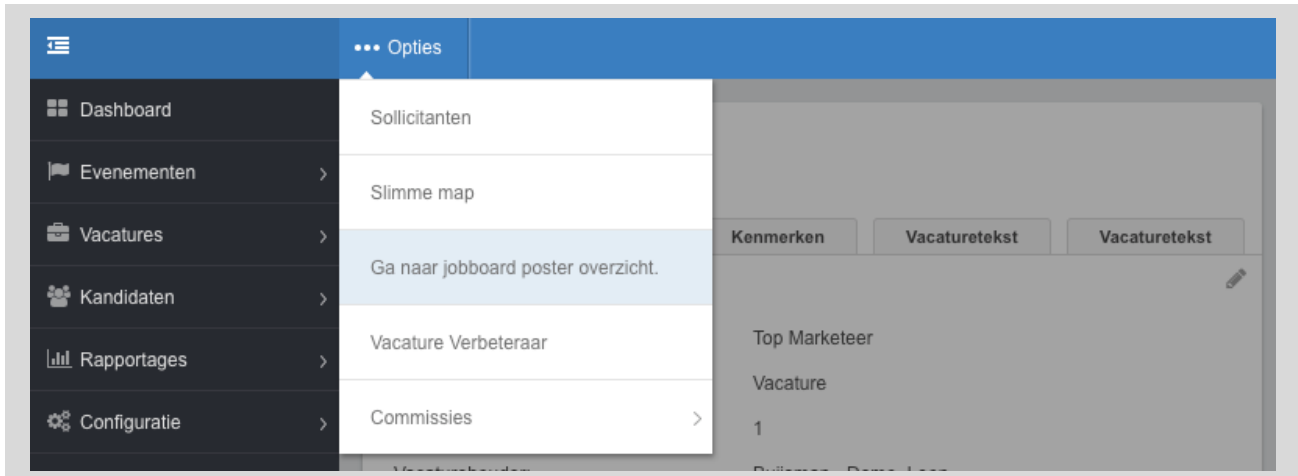 ••• Opties
Dashboard
Evenementen
Vacatures
Kandidaten
Rapportages
Configuratie
Sollicitanten
Slimme map
Ga naar jobboard poster overzicht.
Vacature Verbeteraar
Commissies
Kenmerken Vacaturetekst Vacaturetekst
Top Marketeer
Vacature
1